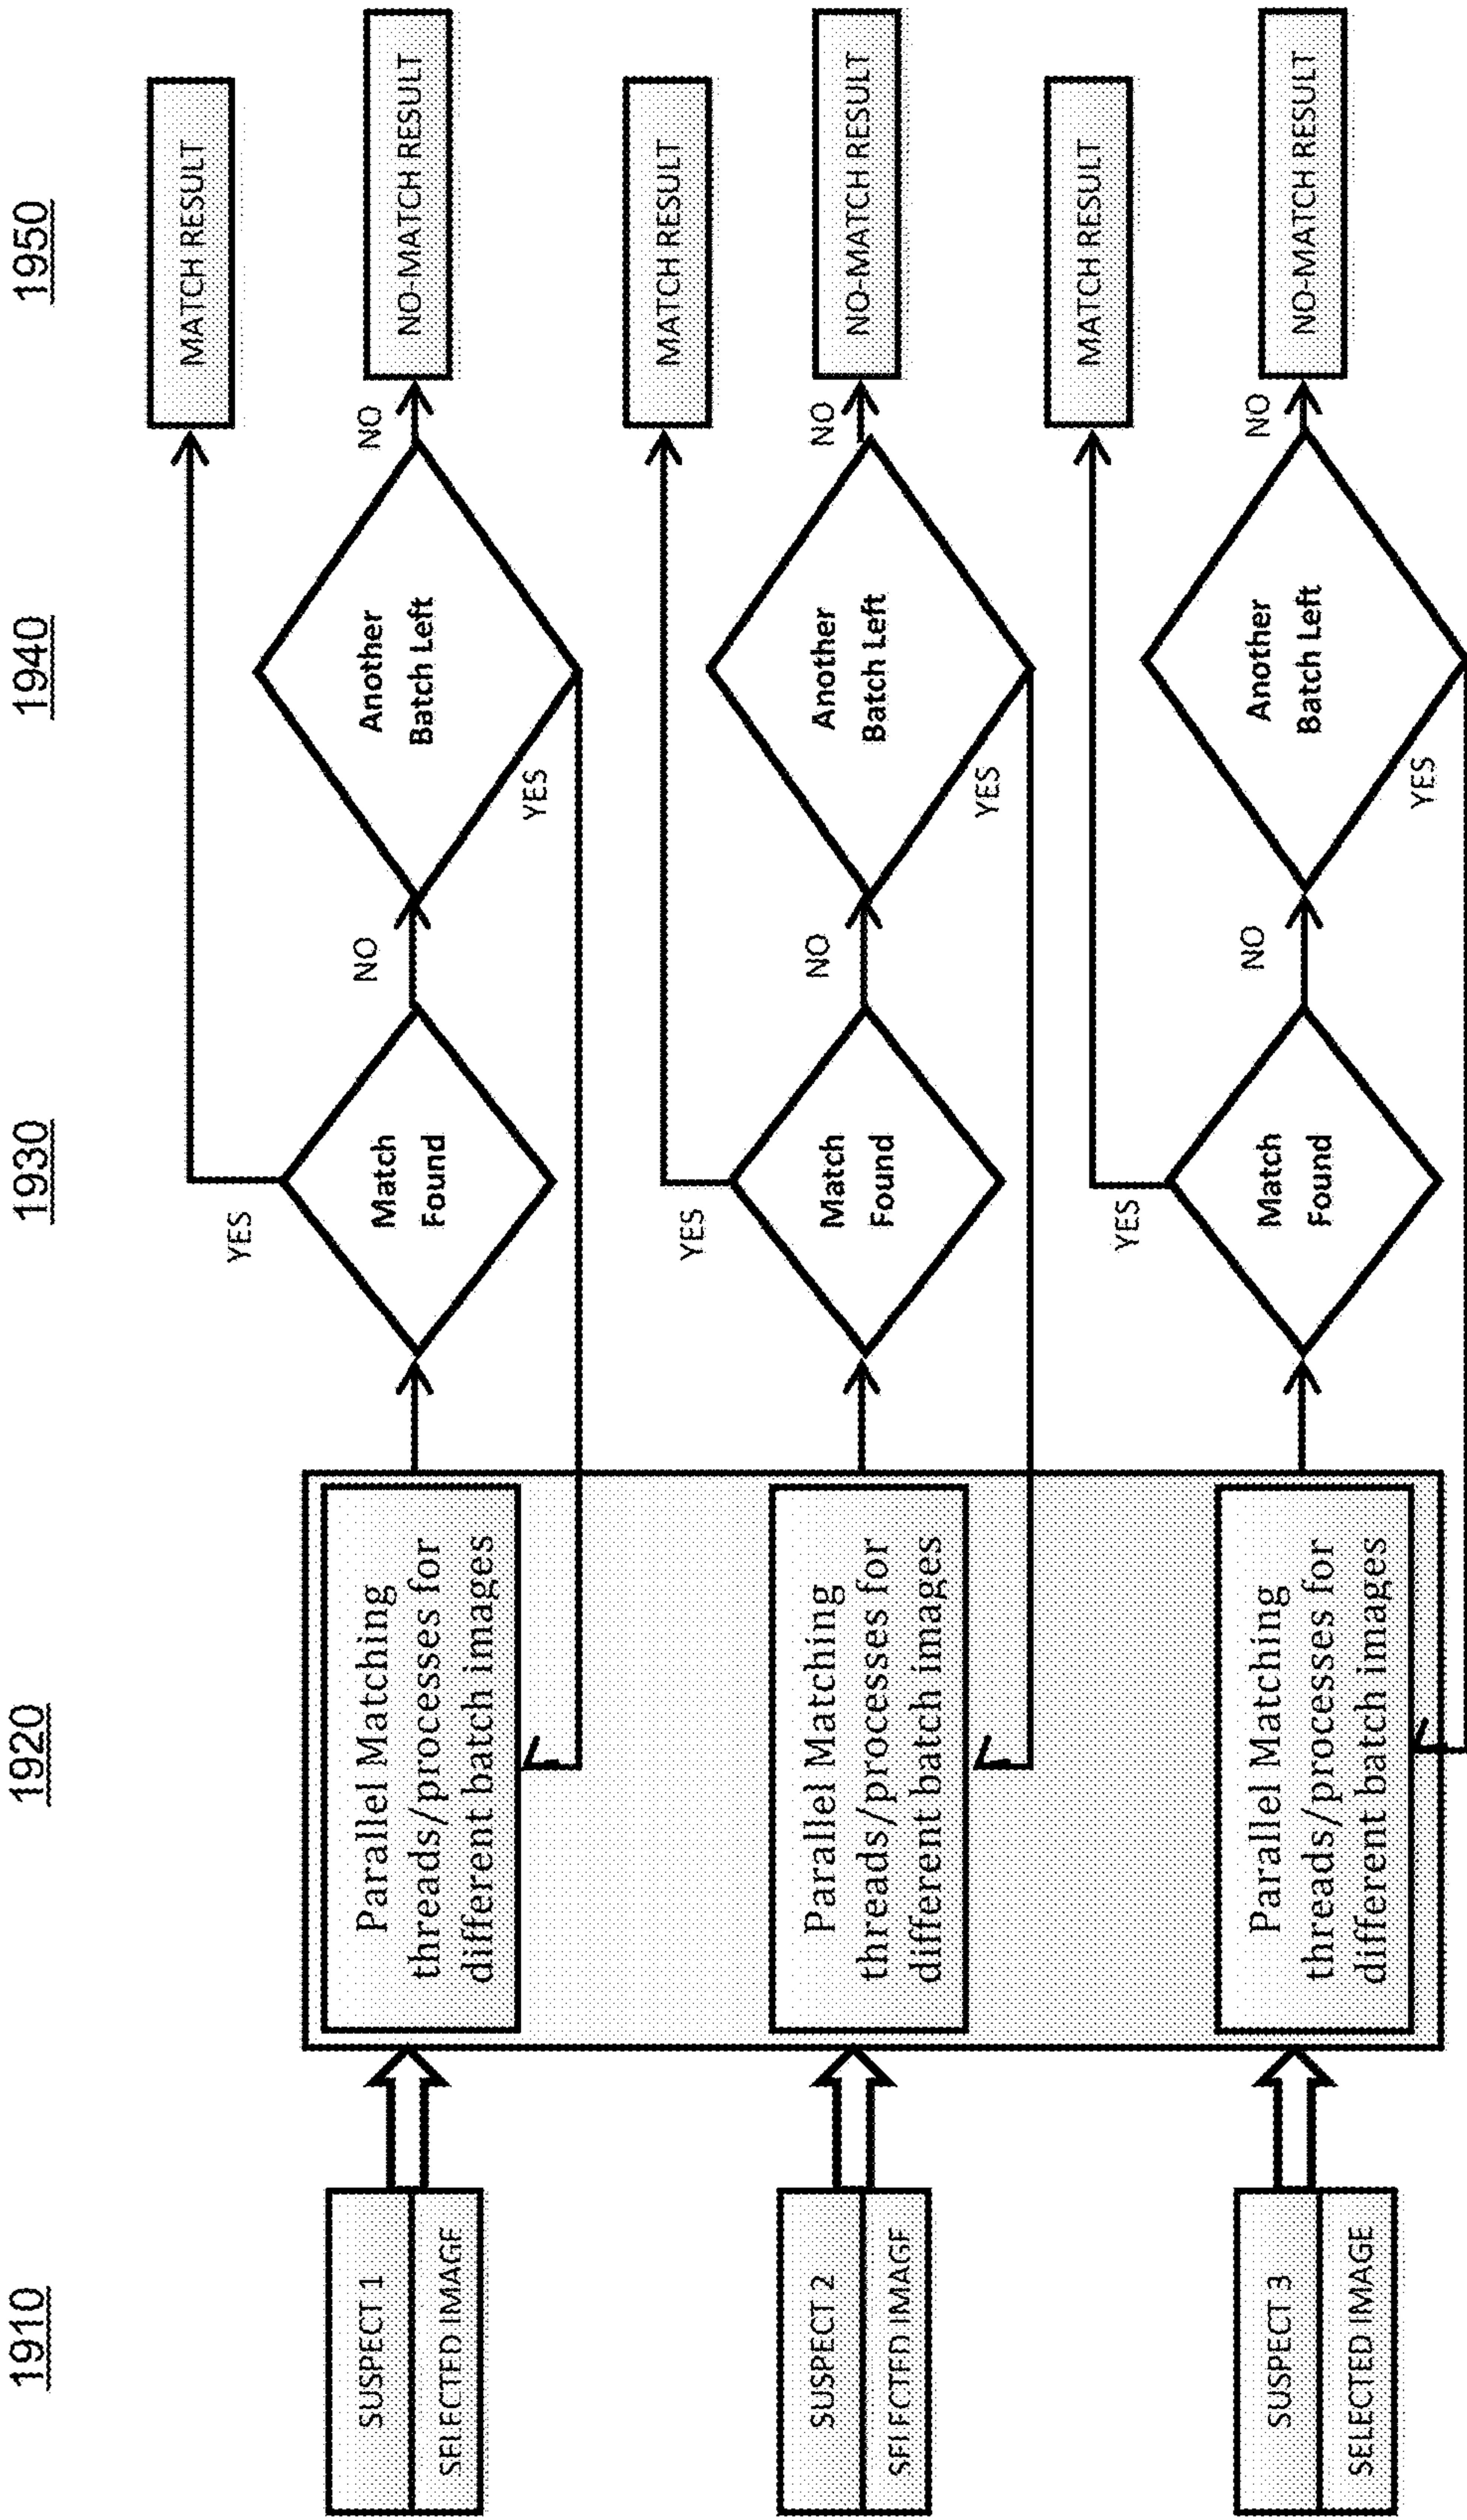 1910
1920
1930
1940
1950
SUSPECT 1
SELECTED IMAGE
Parallel Matching
threads/processes for
different batch images
YES
Match
Found
NO
Another
Batch Left
YES
NO
MATCH RESULT
NO-MATCH RESULT
SUSPECT 2
SELECTED IMAGE
Parallel Matching
threads/processes for
different batch images
YES
Match
Found
NO
Another
Batch Left
YES
NO
MATCH RESULT
NO-MATCH RESULT
SUSPECT 3
SELECTED IMAGE
Parallel Matching
threads/processes for
different batch images
YES
Match
Found
NO
Another
Batch Left
YES
NO
MATCH RESULT
NO-MATCH RESULT